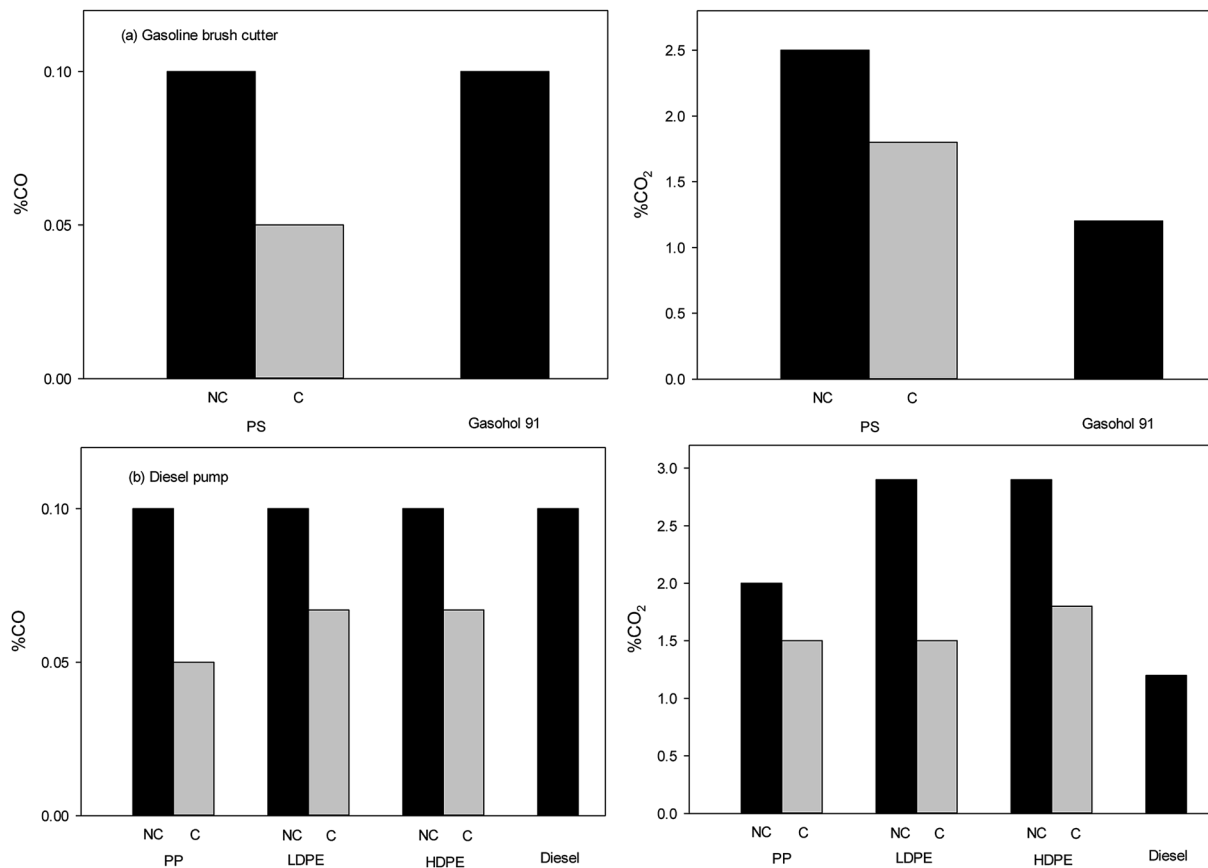 (a) Gasoline brush cutter
%CO
0.10
0.05
0.00
NC C
PS Gasohol 91
%CO₂
2.5
2.0
1.5
1.0
0.5
0.0
NC C
PS Gasohol 91
(b) Diesel pump
%CO
0.10
0.05
0.00
NC C NC C NC C
PP LDPE HDPE Diesel
%CO₂
3.0
2.5
2.0
1.5
1.0
0.5
0.0
NC C NC C NC C
PP LDPE HDPE Diesel